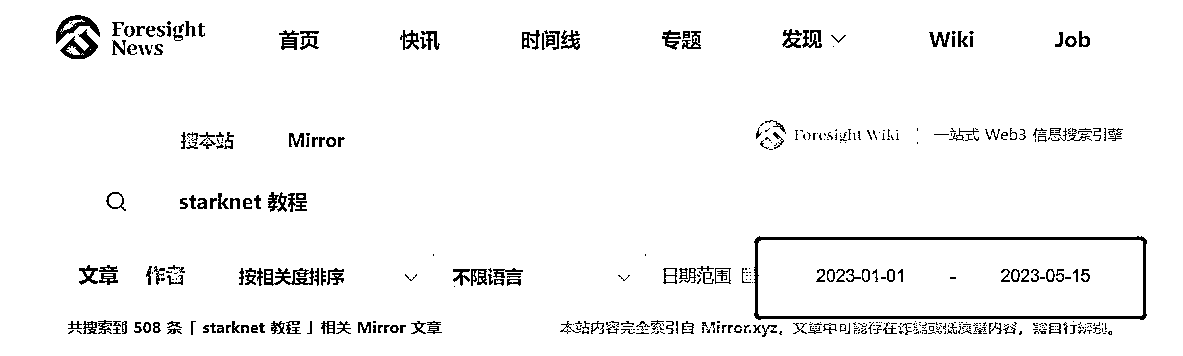 Foresight News 首页 快讯 时间线 专题 发现 Wiki Job
搜本站 Mirror Foresight Wiki 一站式 Web3 信息搜索引擎
starknet 教程
文章 作者 按相关度排序 不限语言 日期范围 2023-01-01 - 2023-05-15
共搜索到 508 条「 starknet 教程 」相关 Mirror 文章 本站内容完全索引自 Mirror.xyz，文章中可能存在诈骗或低质量内容，需自行辨别。